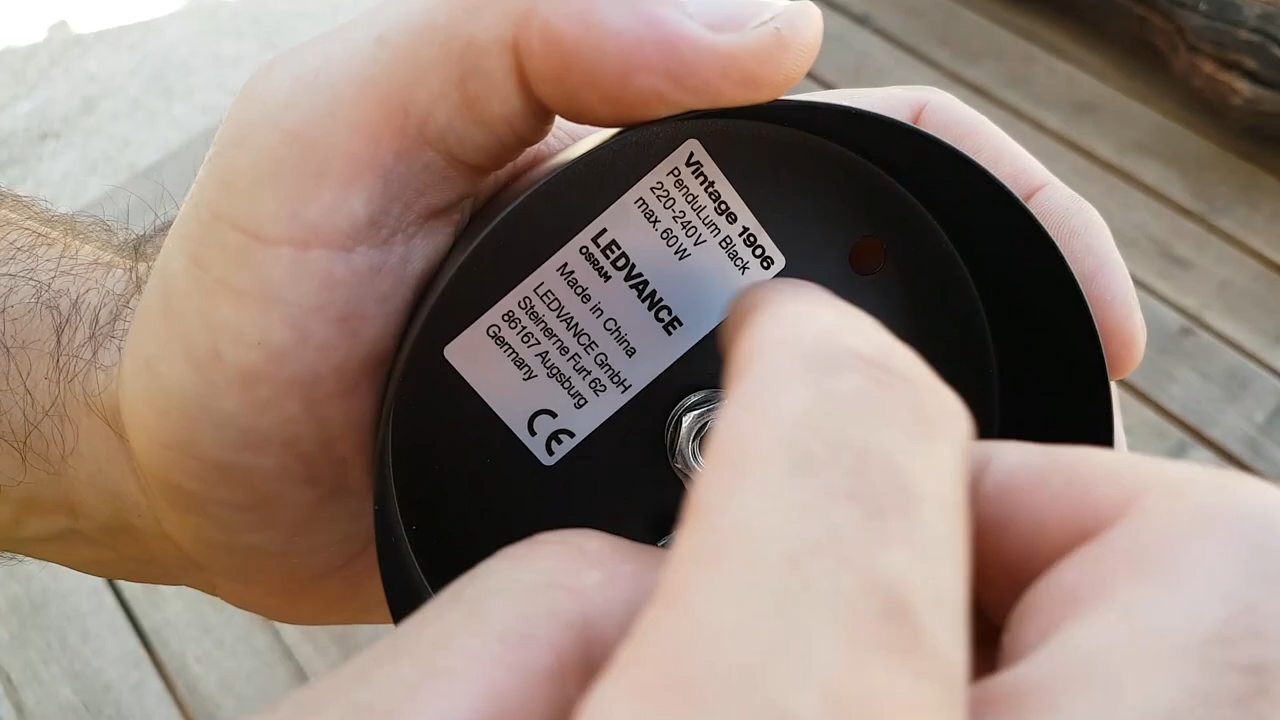 Vintage 1906
PenduLum Black
220-240V
max. 60W
LEDVANCE
OSRAM
Made in China
LEDVANCE GmbH
Steinerne Furt 62
86167 Augsburg
Germany
CE